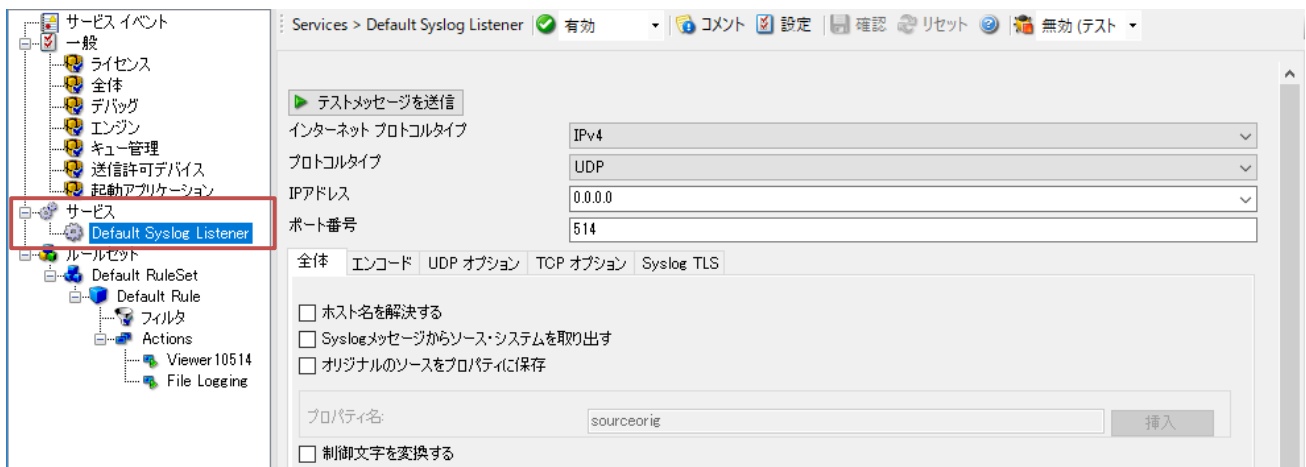 サービス イベント
一般
ライセンス
全体
デバッグ
エンジン
キュー管理
送信許可デバイス
起動アプリケーション
サービス
Default Syslog Listener
ルールセット
Default RuleSet
Default Rule
フィルタ
Actions
Viewer10514
File Logging
Services > Default Syslog Listener 有効 コメント 設定 確認 リセット 無効 (テスト
テストメッセージを送信
インターネット プロトコルタイプ IPv4
プロトコルタイプ UDP
IPアドレス 0.0.0.0
ポート番号 514
全体 エンコード UDP オプション TCP オプション Syslog TLS
ホスト名を解決する
Syslogメッセージからソース・システムを取り出す
オリジナルのソースをプロパティに保存
プロパティ名: sourceorig 挿入
制御文字を変換する